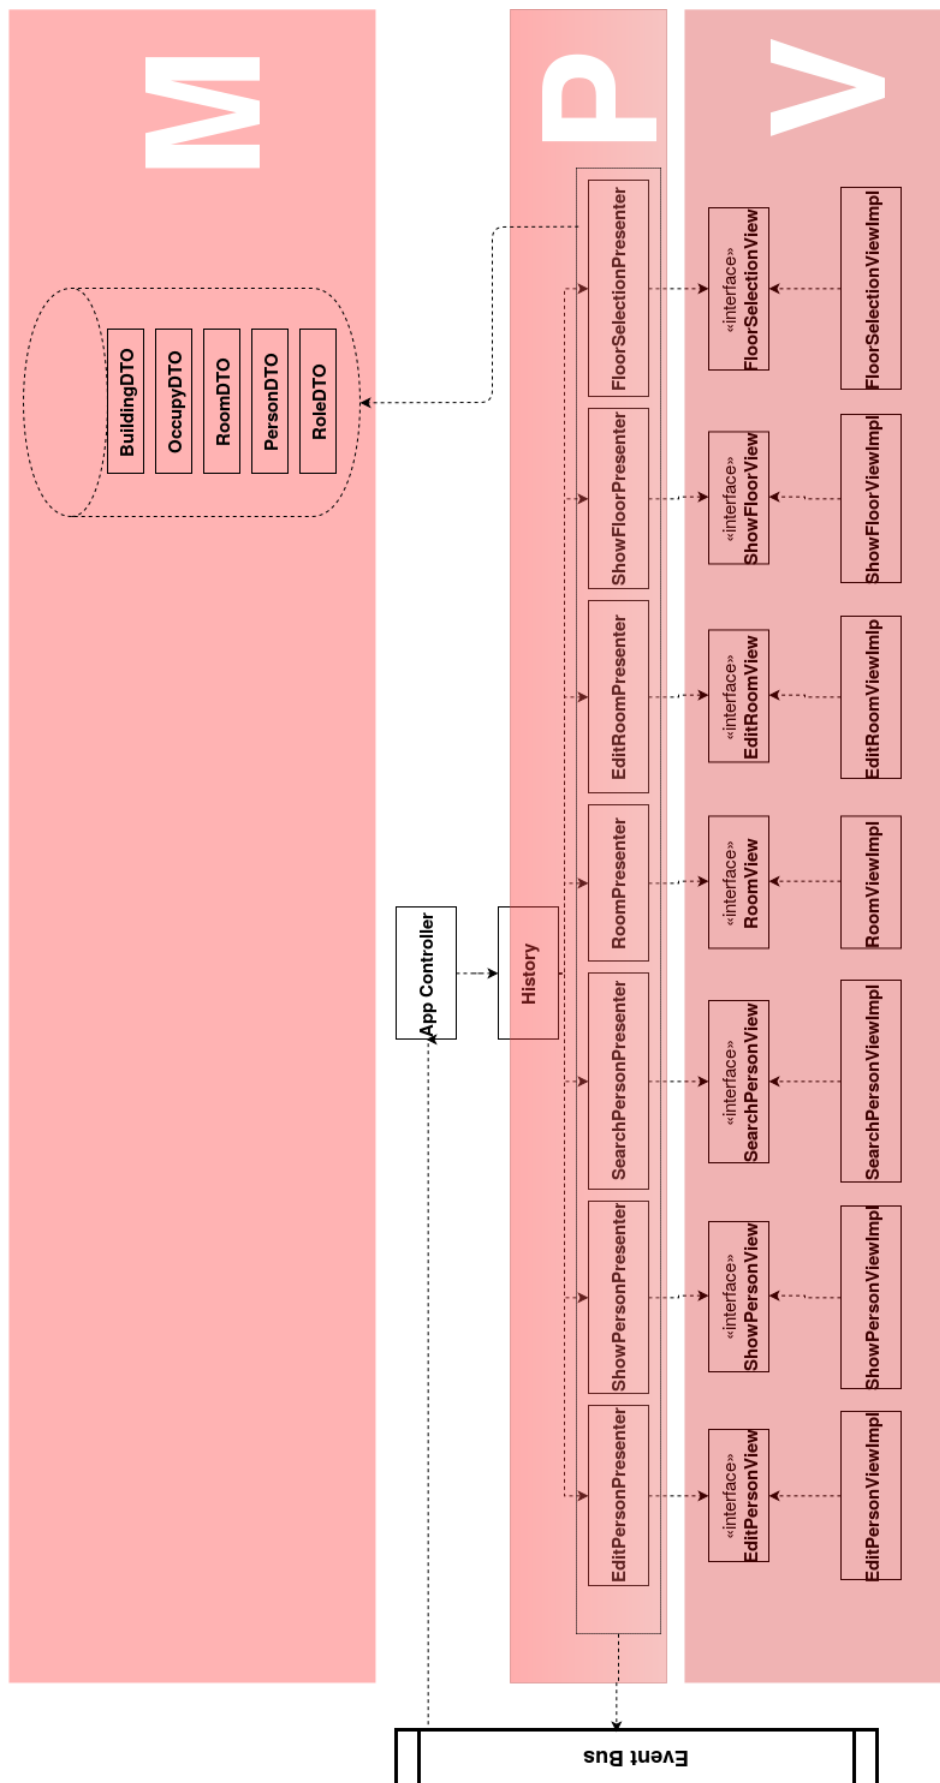 M
BuildingDTO
OccupyDTO
RoomDTO
PersonDTO
RoleDTO
App Controller
P
History
FloorSelectionPresenter
ShowFloorPresenter
EditRoomPresenter
RoomPresenter
SearchPersonPresenter
ShowPersonPresenter
EditPersonPresenter
V
«interface»
FloorSelectionView
«interface»
ShowFloorView
«interface»
EditRoomView
«interface»
RoomView
«interface»
SearchPersonView
«interface»
ShowPersonView
«interface»
EditPersonView
FloorSelectionViewImpl
ShowFloorViewImpl
EditRoomViewImlp
RoomViewImpl
SearchPersonViewImpl
ShowPersonViewImpl
EditPersonViewImpl
Event Bus